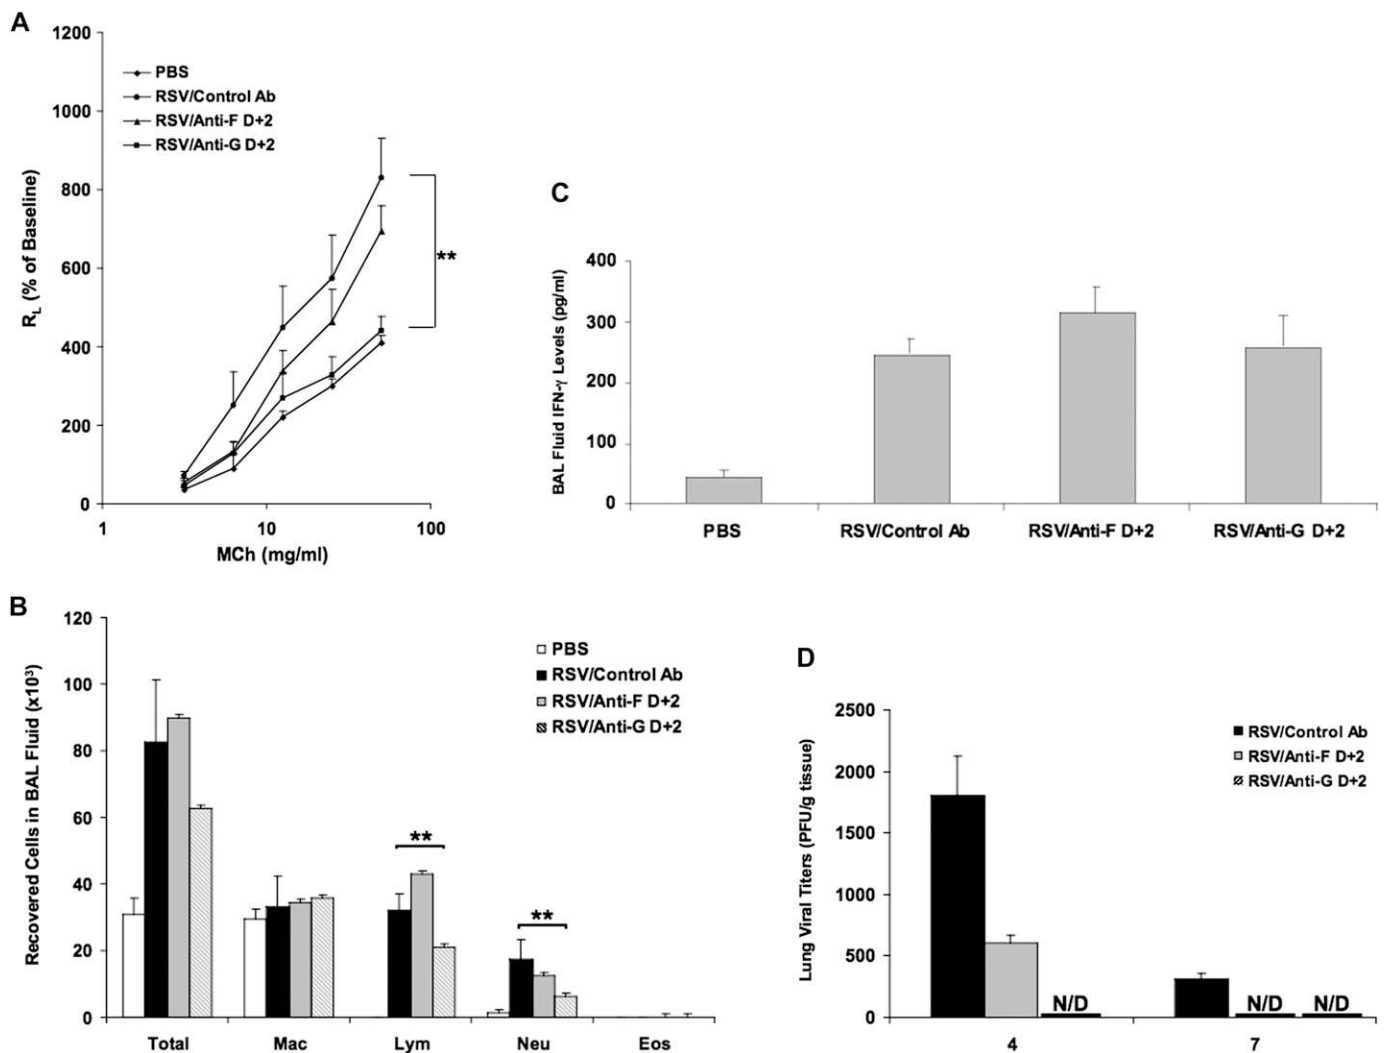 A
1200
1000
800
600
400
200
0
R_L (% of Baseline)
PBS
RSV/Control Ab
RSV/Anti-F D+2
RSV/Anti-G D+2
**
1 10 100
MCh (mg/ml)
C
400
300
200
100
0
BAL Fluid IFN-γ Levels (pg/ml)
PBS RSV/Control Ab RSV/Anti-F D+2 RSV/Anti-G D+2
B
120
100
80
60
40
20
0
Recovered Cells in BAL Fluid (x10³)
PBS
RSV/Control Ab
RSV/Anti-F D+2
RSV/Anti-G D+2
**
**
Total Mac Lym Neu Eos
D
2500
2000
1500
1000
500
0
Lung Viral Titers (PFU/g tissue)
RSV/Control Ab
RSV/Anti-F D+2
RSV/Anti-G D+2
N/D N/D N/D
4 7